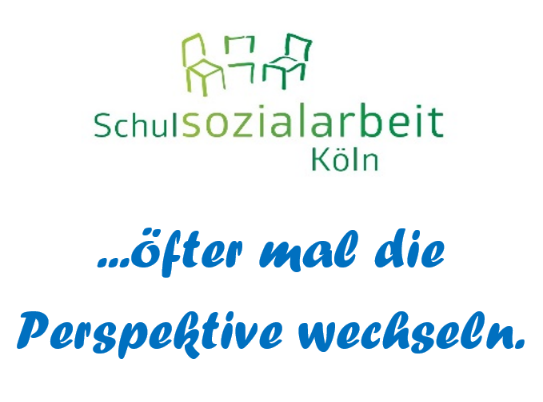 Schulsozialarbeit
Köln
...öfter mal die
Perspektive wechseln.